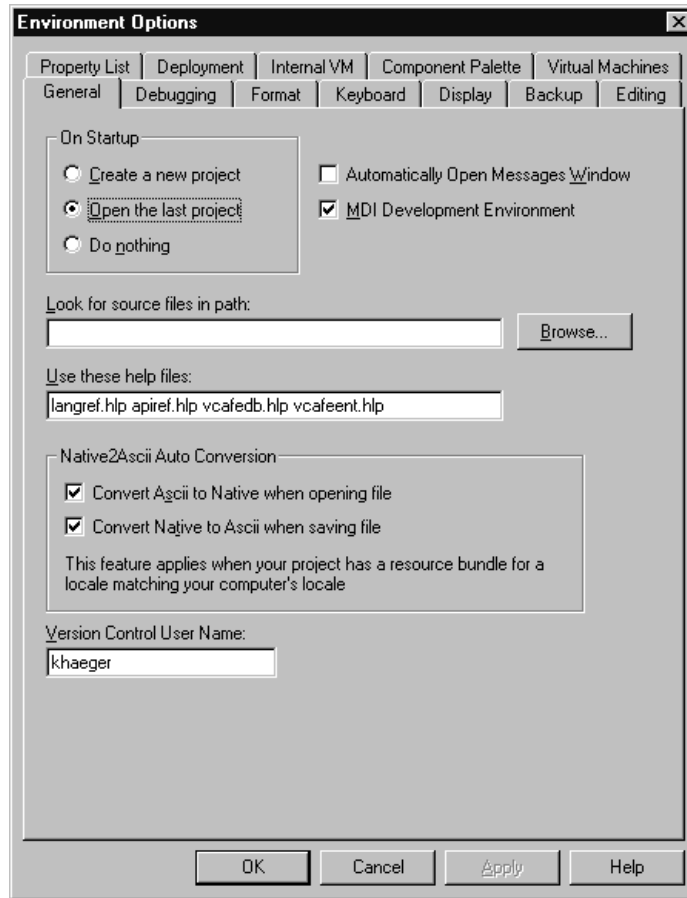 Environment Options
Property List Deployment Internal VM Component Palette Virtual Machines
General Debugging Format Keyboard Display Backup Editing
On Startup
Create a new project
Open the last project
Do nothing
Automatically Open Messages Window
MDI Development Environment
Look for source files in path:
Browse...
Use these help files:
langref.hlp apiref.hlp vcafedb.hlp vcafeent.hlp
Native2Ascii Auto Conversion
Convert Ascii to Native when opening file
Convert Native to Ascii when saving file
This feature applies when your project has a resource bundle for a
locale matching your computer's locale
Version Control User Name:
khaeger
OK Cancel Apply Help